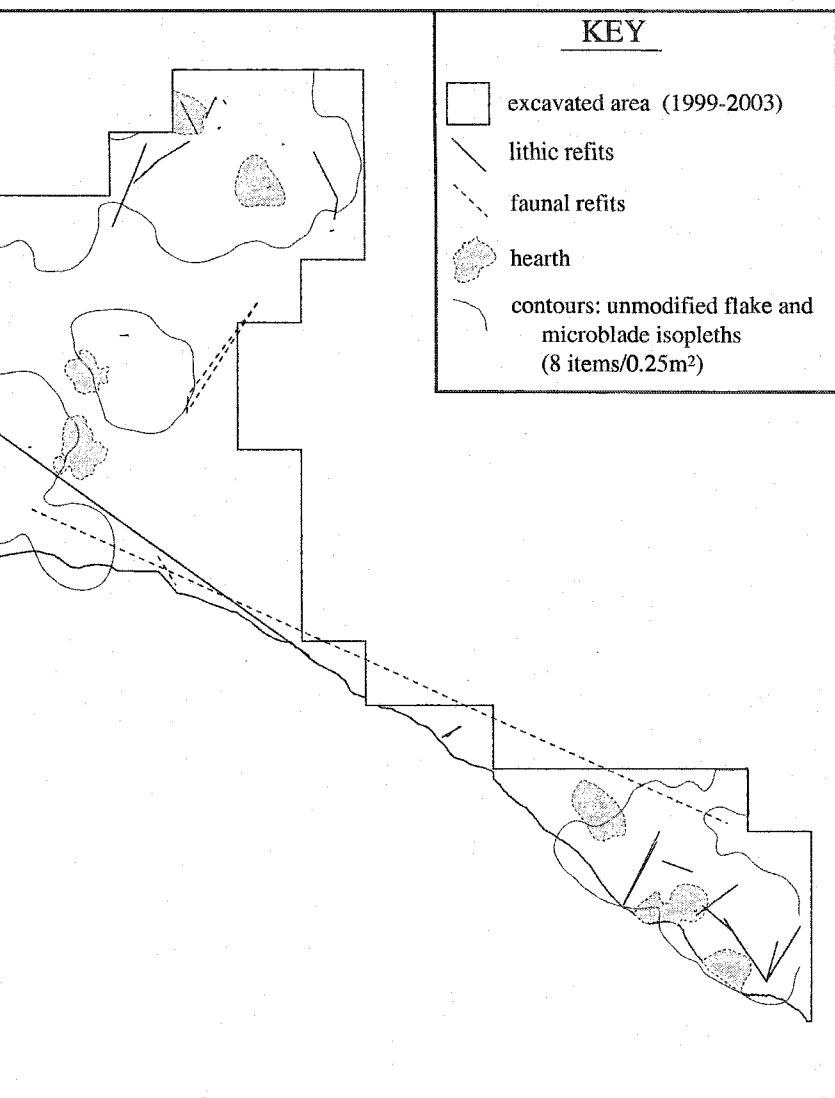 KEY
excavated area (1999-2003)
lithic refits
faunal refits
hearth
contours: unmodified flake and
microblade isopleths
(8 items/0.25m²)